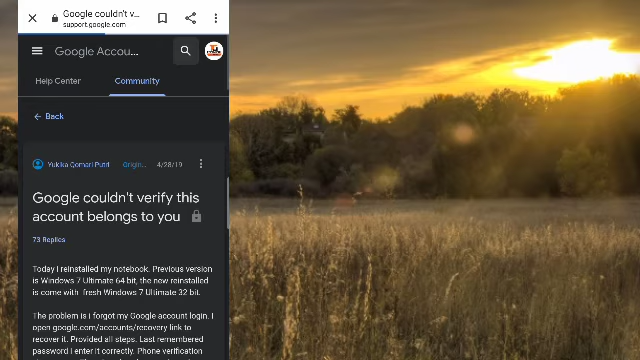 Google couldn't v...
support.google.com
Google Accou...
Help Center
Community
Back
Yukika Qomari Putri
Origin...
4/28/19
Google couldn't verify this
account belongs to you
73 Replies
Today i reinstalled my notebook. Previous version
is Windows 7 Ultimate 64 bit, the new reinstalled
is come with fresh Windows 7 Ultimate 32 bit.
The problem is i forgot my Google account login. I
open google.com/accounts/recovery link to
recover it. Provided all steps. Last remembered
password i enter it correctly. Phone verification